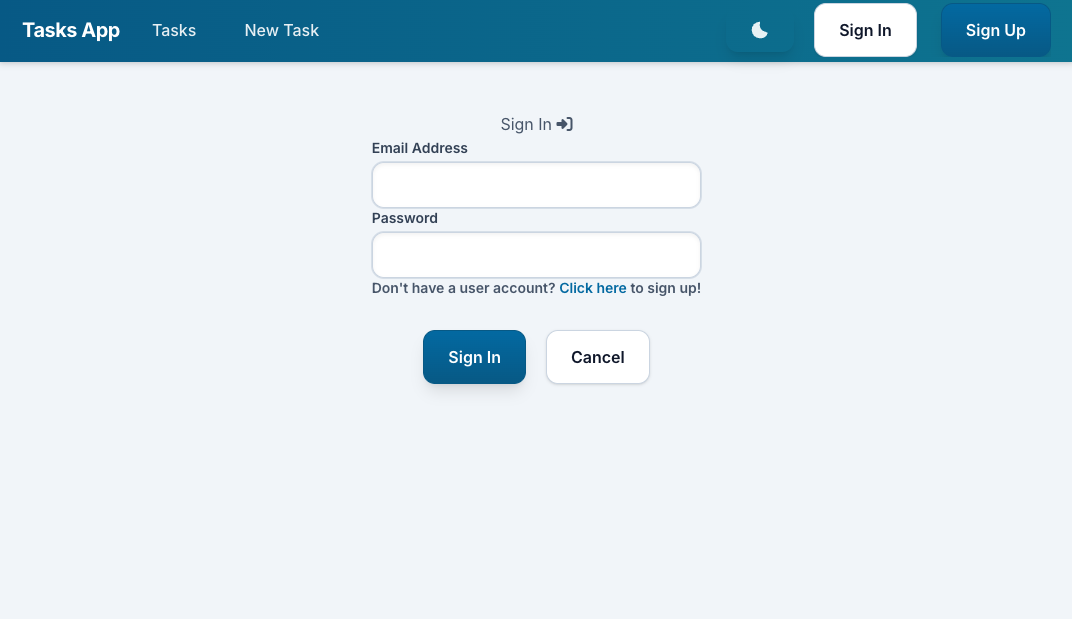 Tasks App Tasks New Task Sign In Sign Up
Sign In
Email Address
Password
Don't have a user account? Click here to sign up!
Sign In Cancel